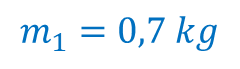 m₁ = 0,7 kg